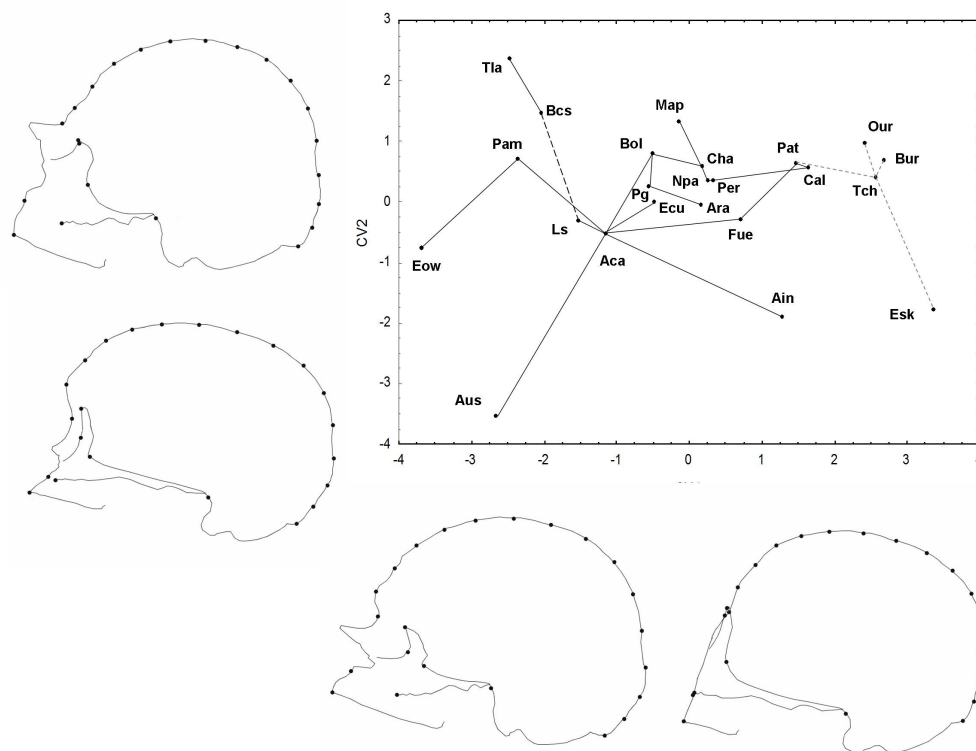 3
2
1
0
-1
-2
-3
-4
CV2
Tla
Bcs
Map
Our
Pam
Bol
Cha
Pat
Bur
Npa
Per
Cal
Tch
Pg
Ecu
Ara
Ls
Fue
Aca
Eow
Ain
Esk
Aus
-4
-3
-2
-1
0
1
2
3